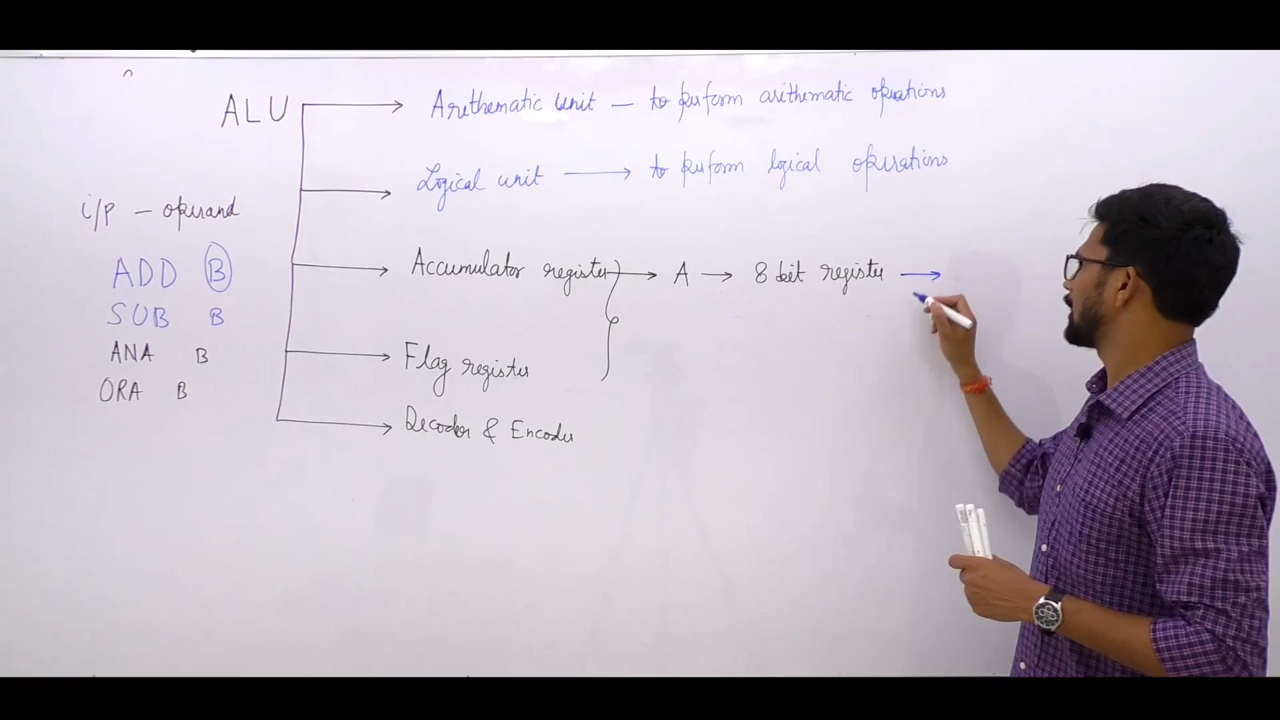 ALU
Arethematic unit — to perform arithematic operations
Logical unit → to perform logical operations
i/p - operand
ADD B
SUB B
ANA B
ORA B
Accumulator register → A → 8 bit register →
Flag register
Decoder & Encoder